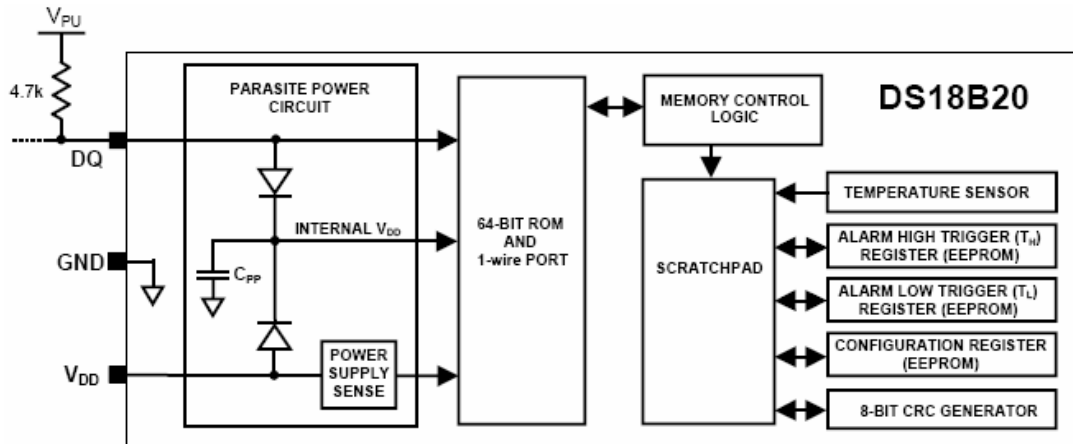 V_PU
4.7k
DQ
GND
V_DD
PARASITE POWER
CIRCUIT
INTERNAL V_DD
C_PP
POWER
SUPPLY
SENSE
64-BIT ROM
AND
1-wire PORT
MEMORY CONTROL
LOGIC
SCRATCHPAD
DS18B20
TEMPERATURE SENSOR
ALARM HIGH TRIGGER (T_H)
REGISTER (EEPROM)
ALARM LOW TRIGGER (T_L)
REGISTER (EEPROM)
CONFIGURATION REGISTER
(EEPROM)
8-BIT CRC GENERATOR